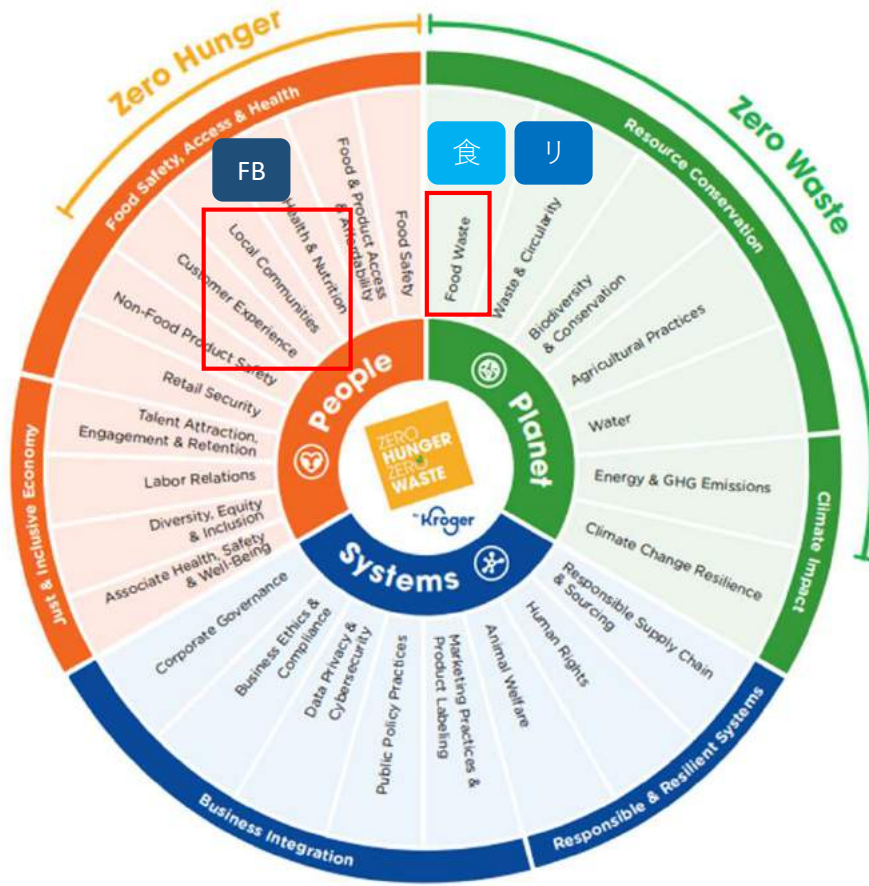 Zero Hunger
Zero Waste
Food Safety, Access & Health
Resource Conservation
Climate Impact
Responsible & Resilient Systems
Business Integration
Just & Inclusive Economy
FB
食
リ
Food Safety
Food & Product Access
& Affordability
Health & Nutrition
Local Communities
Customer Experience
Non-Food Product Safety
Retail Security
Talent Attraction,
Engagement & Retention
Labor Relations
Diversity, Equity
& Inclusion
Associate Health, Safety
& Well-Being
Food Waste
Waste & Circularity
Biodiversity
& Conservation
Agricultural Practices
Water
Energy & GHG Emissions
Climate Change Resilience
Responsible Supply Chain
& Sourcing
Human Rights
Animal Welfare
Marketing Practices &
Product Labeling
Public Policy Practices
Data Privacy &
Cybersecurity
Business Ethics &
Compliance
Corporate Governance
People
Planet
Systems
ZERO
HUNGER
ZERO
WASTE
by Kroger